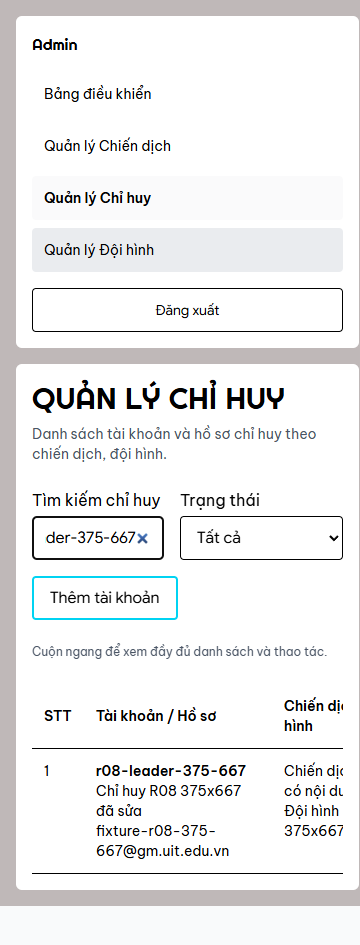 Admin
Bảng điều khiển
Quản lý Chiến dịch
Quản lý Chỉ huy
Quản lý Đội hình
Đăng xuất
QUẢN LÝ CHỈ HUY
Danh sách tài khoản và hồ sơ chỉ huy theo
chiến dịch, đội hình.
Tìm kiếm chỉ huy Trạng thái
der-375-667 Tất cả
Thêm tài khoản
Cuộn ngang để xem đầy đủ danh sách và thao tác.
STT Tài khoản / Hồ sơ Chiến dị
hình
1 r08-leader-375-667 Chiến dị
Chỉ huy R08 375x667 có nội du
đã sửa Đội hình
fixture-r08-375- 375x667
667@gm.uit.edu.vn